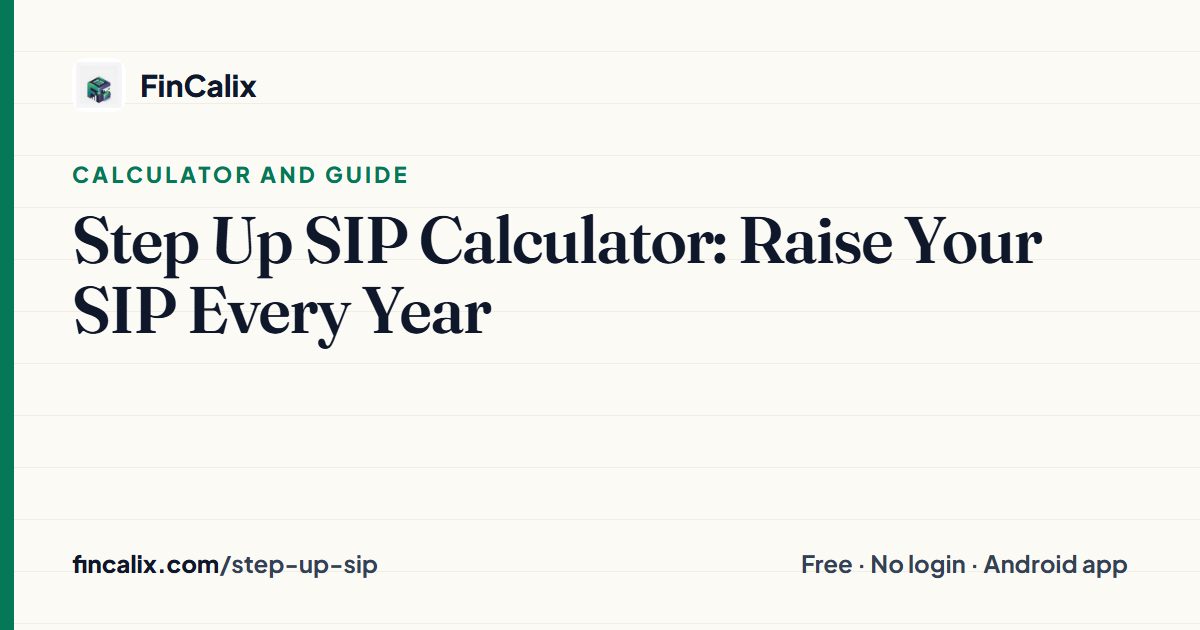 FinCalix
CALCULATOR AND GUIDE
Step Up SIP Calculator: Raise Your
SIP Every Year
fincalix.com/step-up-sip
Free · No login · Android app